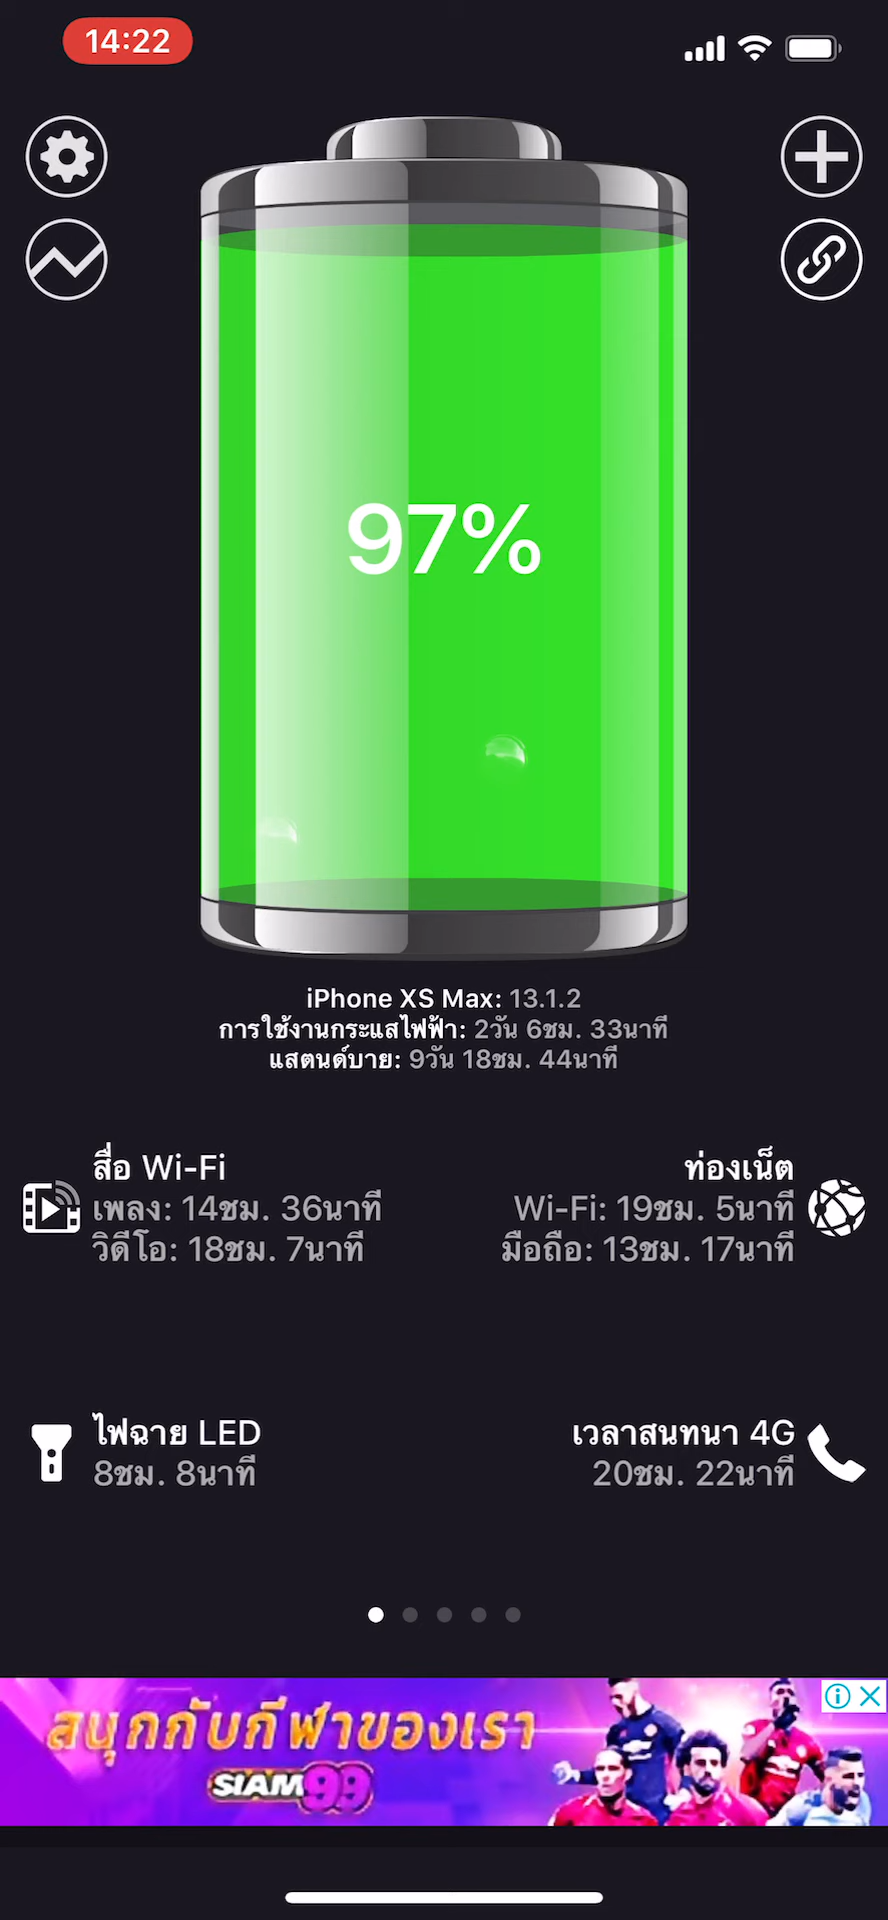 14:22
97%
iPhone XS Max: 13.1.2
การใช้งานกระแสไฟฟ้า: 2วัน 6ชม. 33นาที
แสตนด์บาย: 9วัน 18ชม. 44นาที
สื่อ Wi-Fi
เพลง: 14ชม. 36นาที
วิดีโอ: 18ชม. 7นาที
ท่องเน็ต
Wi-Fi: 19ชม. 5นาที
มือถือ: 13ชม. 17นาที
ไฟฉาย LED
8ชม. 8นาที
เวลาสนทนา 4G
20ชม. 22นาที
สนุกกับกีฬาของเรา
SIAM99